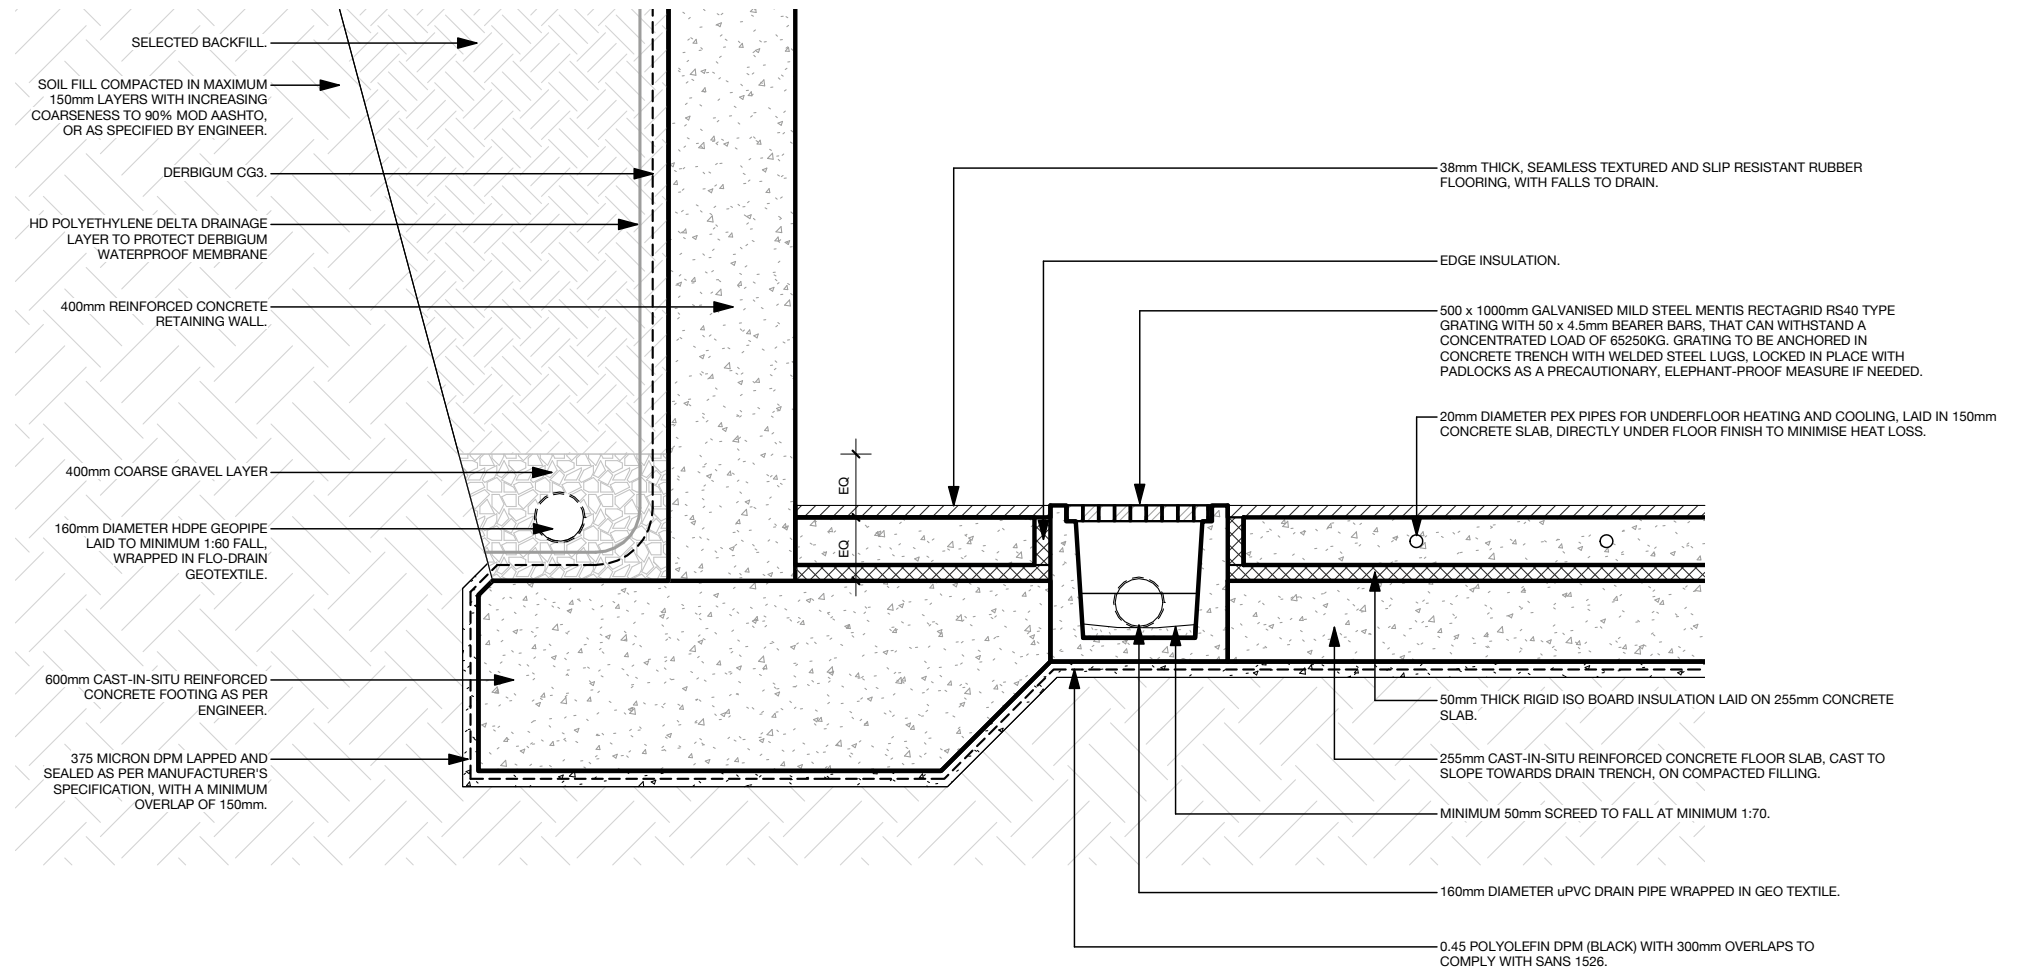 SELECTED BACKFILL.
SOIL FILL COMPACTED IN MAXIMUM
150mm LAYERS WITH INCREASING
COARSENESS TO 90% MOD AASHTO,
OR AS SPECIFIED BY ENGINEER.
DERBIGUM CG3.
HD POLYETHYLENE DELTA DRAINAGE
LAYER TO PROTECT DERBIGUM
WATERPROOF MEMBRANE
400mm REINFORCED CONCRETE
RETAINING WALL.
400mm COARSE GRAVEL LAYER
160mm DIAMETER HDPE GEOPIPE
LAID TO MINIMUM 1:60 FALL,
WRAPPED IN FLO-DRAIN
GEOTEXTILE.
600mm CAST-IN-SITU REINFORCED
CONCRETE FOOTING AS PER
ENGINEER.
375 MICRON DPM LAPPED AND
SEALED AS PER MANUFACTURER'S
SPECIFICATION, WITH A MINIMUM
OVERLAP OF 150mm.
EQ
EQ
38mm THICK, SEAMLESS TEXTURED AND SLIP RESISTANT RUBBER
FLOORING, WITH FALLS TO DRAIN.
EDGE INSULATION.
500 x 1000mm GALVANISED MILD STEEL MENTIS RECTAGRID RS40 TYPE
GRATING WITH 50 x 4.5mm BEARER BARS, THAT CAN WITHSTAND A
CONCENTRATED LOAD OF 65250KG. GRATING TO BE ANCHORED IN
CONCRETE TRENCH WITH WELDED STEEL LUGS, LOCKED IN PLACE WITH
PADLOCKS AS A PRECAUTIONARY, ELEPHANT-PROOF MEASURE IF NEEDED.
20mm DIAMETER PEX PIPES FOR UNDERFLOOR HEATING AND COOLING, LAID IN 150mm
CONCRETE SLAB, DIRECTLY UNDER FLOOR FINISH TO MINIMISE HEAT LOSS.
50mm THICK RIGID ISO BOARD INSULATION LAID ON 255mm CONCRETE
SLAB.
255mm CAST-IN-SITU REINFORCED CONCRETE FLOOR SLAB, CAST TO
SLOPE TOWARDS DRAIN TRENCH, ON COMPACTED FILLING.
MINIMUM 50mm SCREED TO FALL AT MINIMUM 1:70.
160mm DIAMETER uPVC DRAIN PIPE WRAPPED IN GEO TEXTILE.
0.45 POLYOLEFIN DPM (BLACK) WITH 300mm OVERLAPS TO
COMPLY WITH SANS 1526.